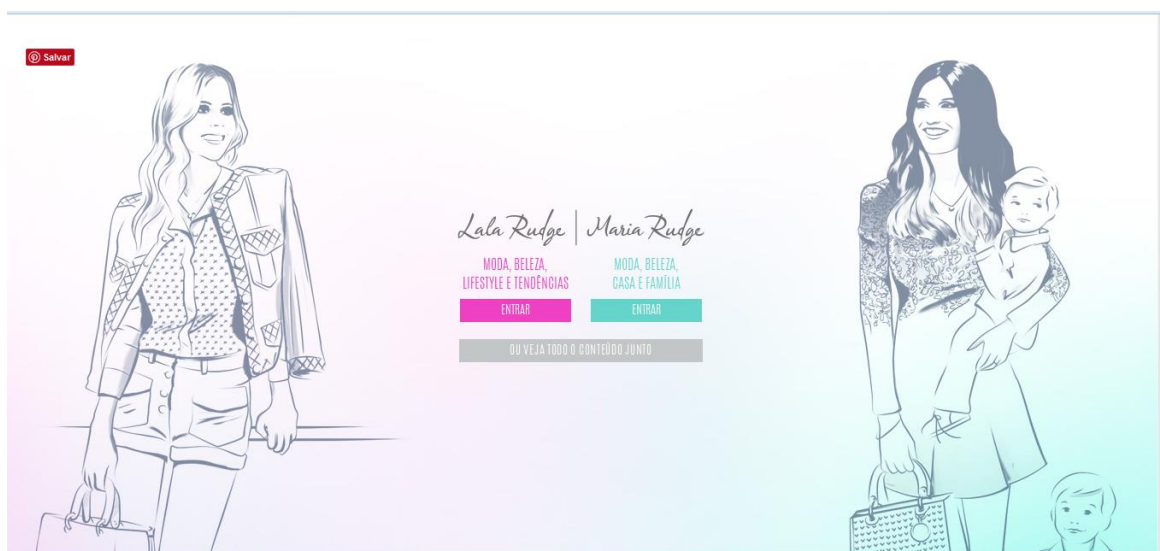 Salvar
Lala Rudge | Maria Rudge
MODA, BELEZA,
LIFESTYLE E TENDÊNCIAS
ENTRAR
MODA, BELEZA,
CASA E FAMÍLIA
ENTRAR
OU VEJA TODO O CONTEÚDO JUNTO